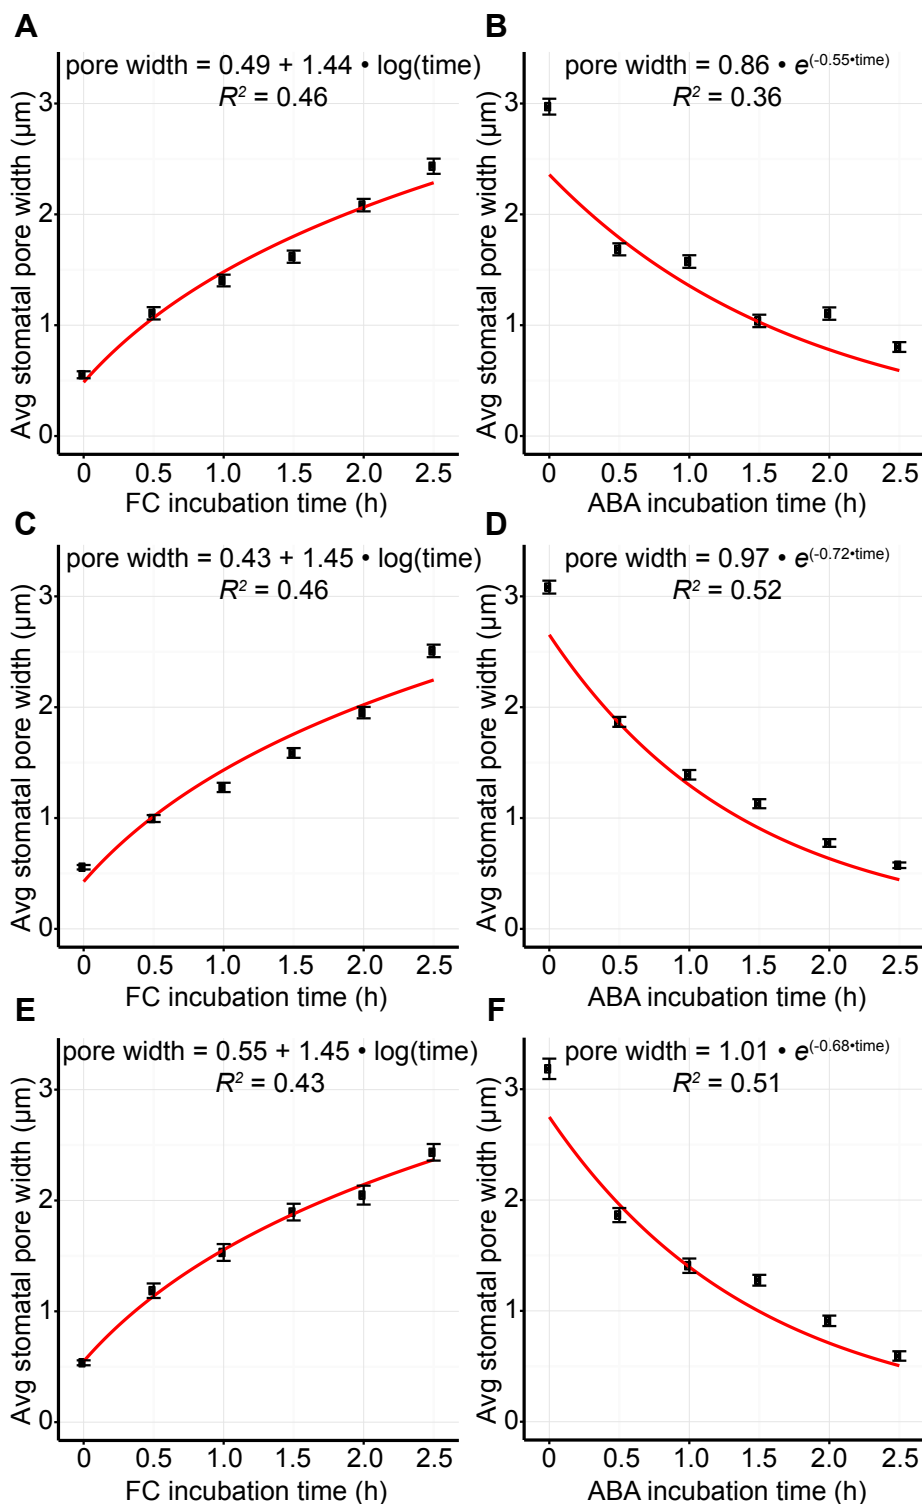 A
pore width = 0.49 + 1.44 • log(time)
R² = 0.46
Avg stomatal pore width (µm)
3
2
1
0
0 0.5 1.0 1.5 2.0 2.5
FC incubation time (h)
B
pore width = 0.86 • e(-0.55•time)
R² = 0.36
Avg stomatal pore width (µm)
3
2
1
0
0 0.5 1.0 1.5 2.0 2.5
ABA incubation time (h)
C
pore width = 0.43 + 1.45 • log(time)
R² = 0.46
Avg stomatal pore width (µm)
3
2
1
0
0 0.5 1.0 1.5 2.0 2.5
FC incubation time (h)
D
pore width = 0.97 • e(-0.72•time)
R² = 0.52
Avg stomatal pore width (µm)
3
2
1
0
0 0.5 1.0 1.5 2.0 2.5
ABA incubation time (h)
E
pore width = 0.55 + 1.45 • log(time)
R² = 0.43
Avg stomatal pore width (µm)
3
2
1
0
0 0.5 1.0 1.5 2.0 2.5
FC incubation time (h)
F
pore width = 1.01 • e(-0.68•time)
R² = 0.51
Avg stomatal pore width (µm)
3
2
1
0
0 0.5 1.0 1.5 2.0 2.5
ABA incubation time (h)